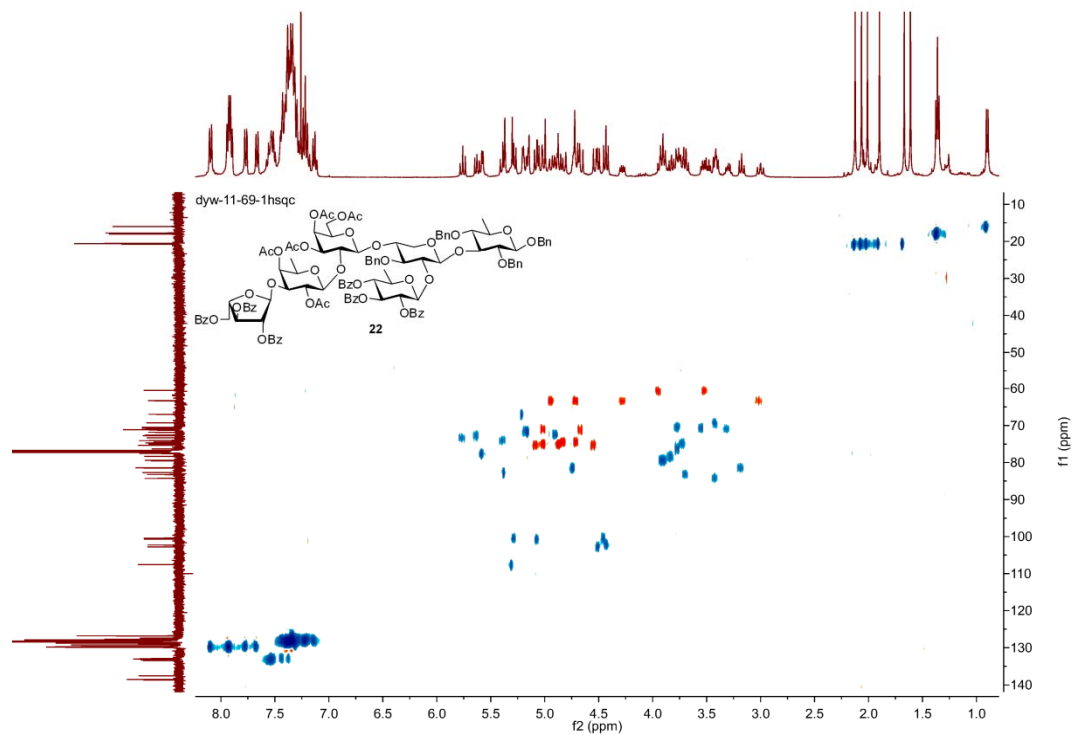 dyw-11-69-1hsqc
OAc
OAc
O
O
O
BnO
O
O
OBn
AcO
AcO
O
BnO
O
OBn
O
O
O
BzO
O
BzO
OBz
O
O
OAc
O
OBz
BzO
OBz
22
10
20
30
40
50
60
70
80
90
100
110
120
130
140
f1 (ppm)
8.0 7.5 7.0 6.5 6.0 5.5 5.0 4.5 4.0 3.5 3.0 2.5 2.0 1.5 1.0
f2 (ppm)